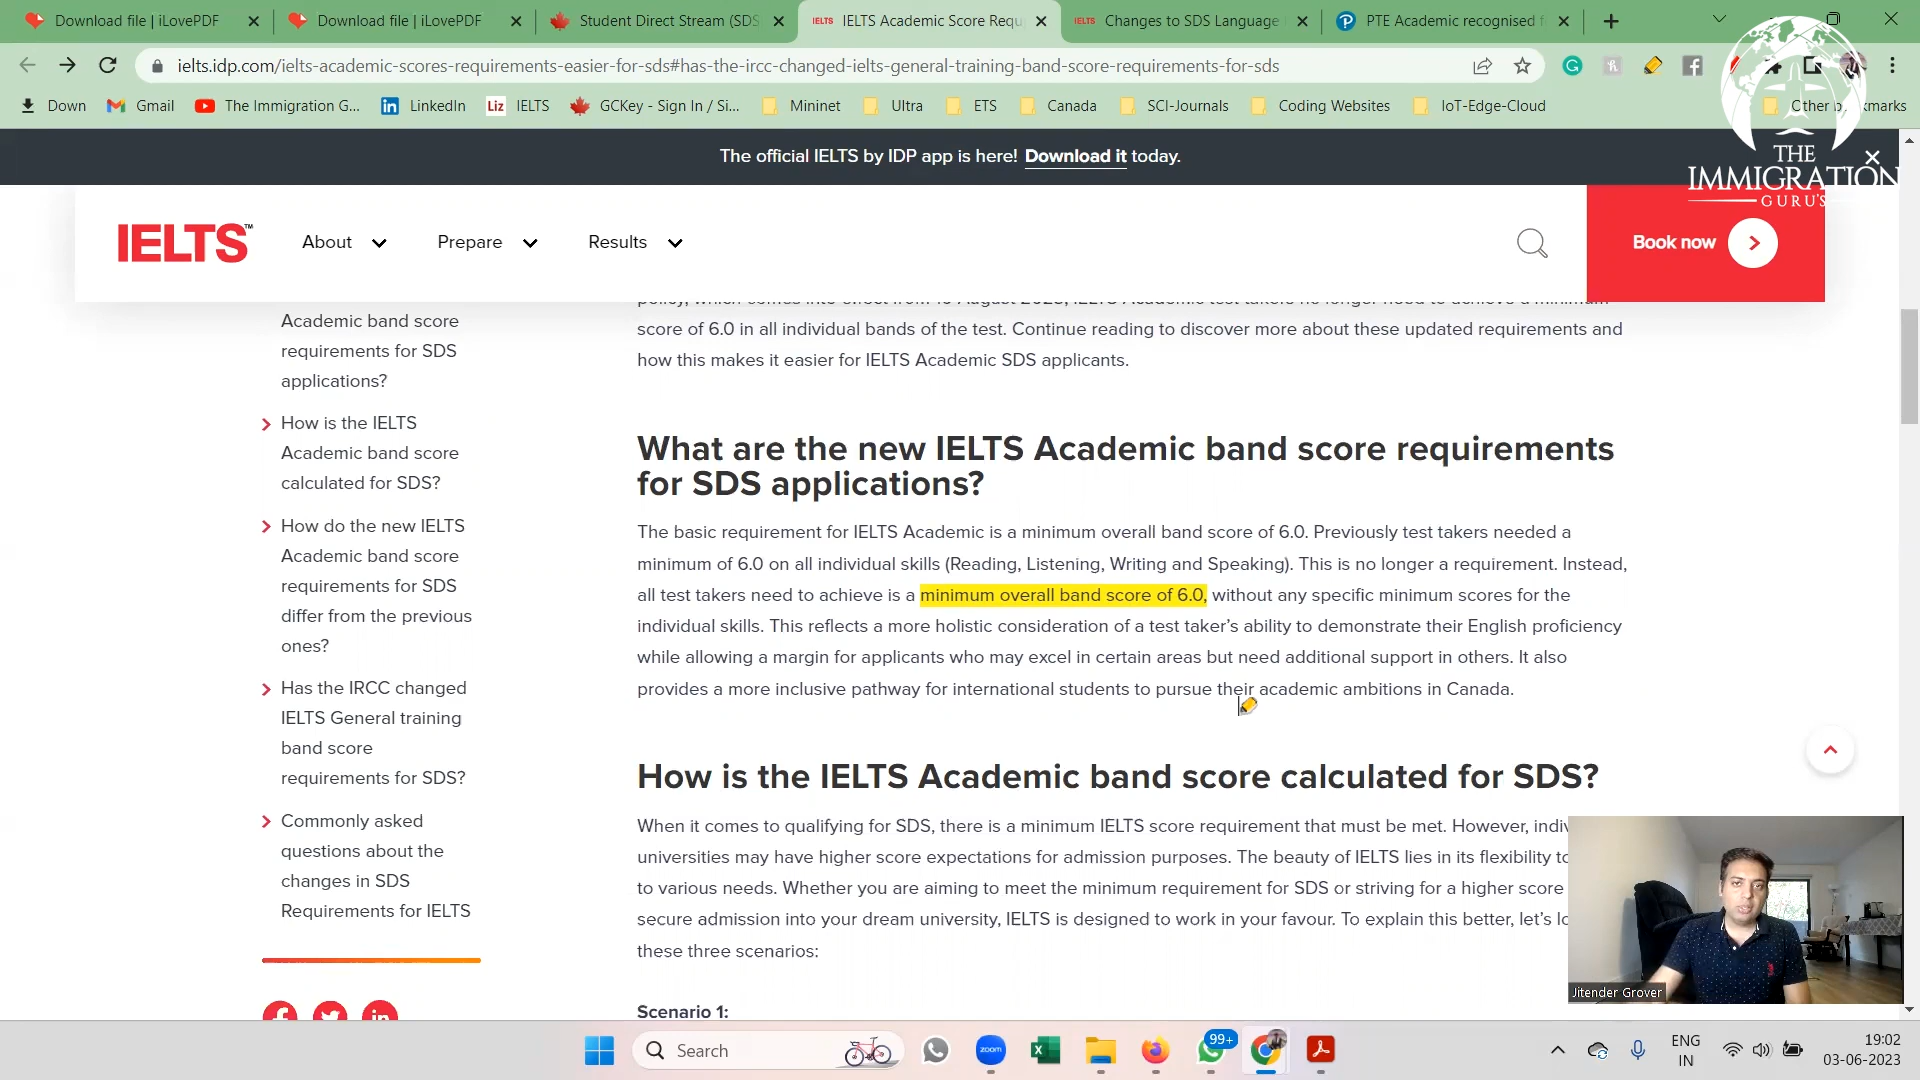 Download file | iLovePDF
Download file | iLovePDF
Student Direct Stream (SDS
IELTS
IELTS Academic Score Requ
IELTS
Changes to SDS Language
PTE Academic recognised f
ielts.idp.com/ielts-academic-scores-requirements-easier-for-sds#has-the-ircc-changed-ielts-general-training-band-score-requirements-for-sds
Down
Gmail
The Immigration G...
LinkedIn
Liz
IELTS
GCKey - Sign In / Si...
Mininet
Ultra
ETS
Canada
SCI-Journals
Coding Websites
IoT-Edge-Cloud
Other bookmarks
THE
IMMIGRATION
GURU'S
The official IELTS by IDP app is here! Download it today.
IELTS™
About
Prepare
Results
Book now
Academic band score
requirements for SDS
applications?
How is the IELTS
Academic band score
calculated for SDS?
How do the new IELTS
Academic band score
requirements for SDS
differ from the previous
ones?
Has the IRCC changed
IELTS General training
band score
requirements for SDS?
Commonly asked
questions about the
changes in SDS
Requirements for IELTS
score of 6.0 in all individual bands of the test. Continue reading to discover more about these updated requirements and
how this makes it easier for IELTS Academic SDS applicants.
What are the new IELTS Academic band score requirements
for SDS applications?
The basic requirement for IELTS Academic is a minimum overall band score of 6.0. Previously test takers needed a
minimum of 6.0 on all individual skills (Reading, Listening, Writing and Speaking). This is no longer a requirement. Instead,
all test takers need to achieve is a minimum overall band score of 6.0, without any specific minimum scores for the
individual skills. This reflects a more holistic consideration of a test taker's ability to demonstrate their English proficiency
while allowing a margin for applicants who may excel in certain areas but need additional support in others. It also
provides a more inclusive pathway for international students to pursue their academic ambitions in Canada.
How is the IELTS Academic band score calculated for SDS?
When it comes to qualifying for SDS, there is a minimum IELTS score requirement that must be met. However, indiv
universities may have higher score expectations for admission purposes. The beauty of IELTS lies in its flexibility to
to various needs. Whether you are aiming to meet the minimum requirement for SDS or striving for a higher score
secure admission into your dream university, IELTS is designed to work in your favour. To explain this better, let's lo
these three scenarios:
Scenario 1:
Jitender Grover
Search
zoom
99+
ENG
IN
19:02
03-06-2023